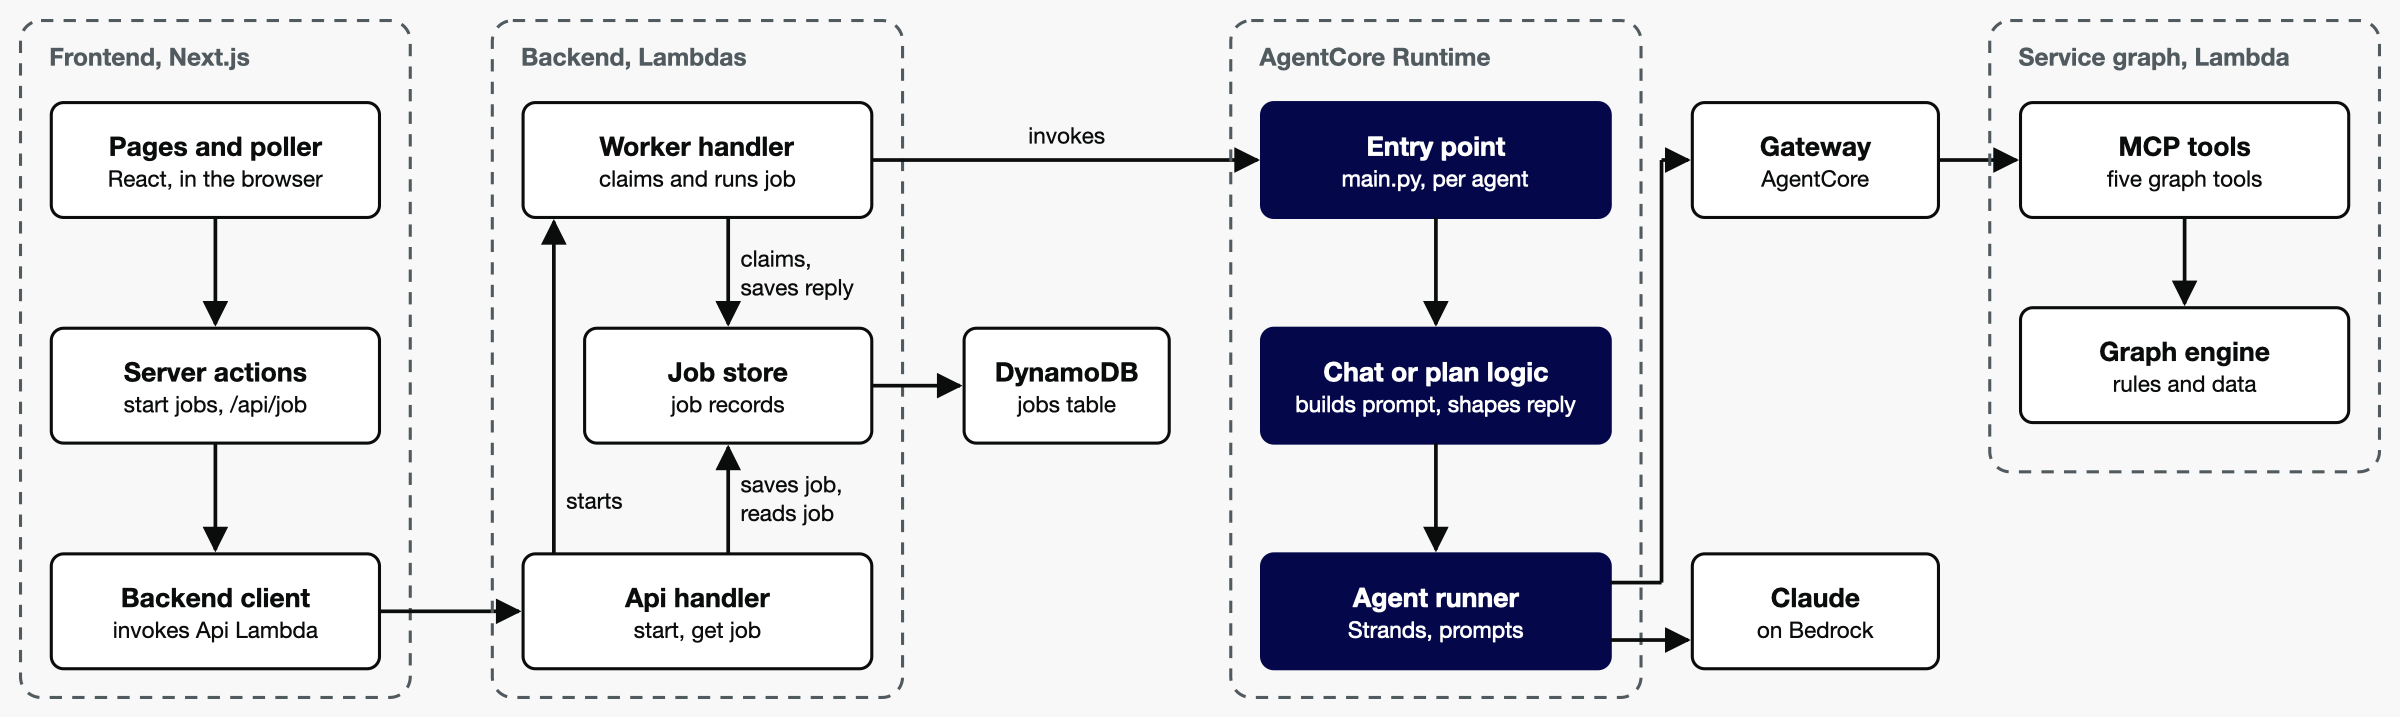 Frontend, Next.js
Pages and poller
React, in the browser
Server actions
start jobs, /api/job
Backend client
invokes Api Lambda
Backend, Lambdas
Worker handler
claims and runs job
claims,
saves reply
Job store
job records
starts
saves job,
reads job
Api handler
start, get job
DynamoDB
jobs table
invokes
AgentCore Runtime
Entry point
main.py, per agent
Chat or plan logic
builds prompt, shapes reply
Agent runner
Strands, prompts
Gateway
AgentCore
Claude
on Bedrock
Service graph, Lambda
MCP tools
five graph tools
Graph engine
rules and data